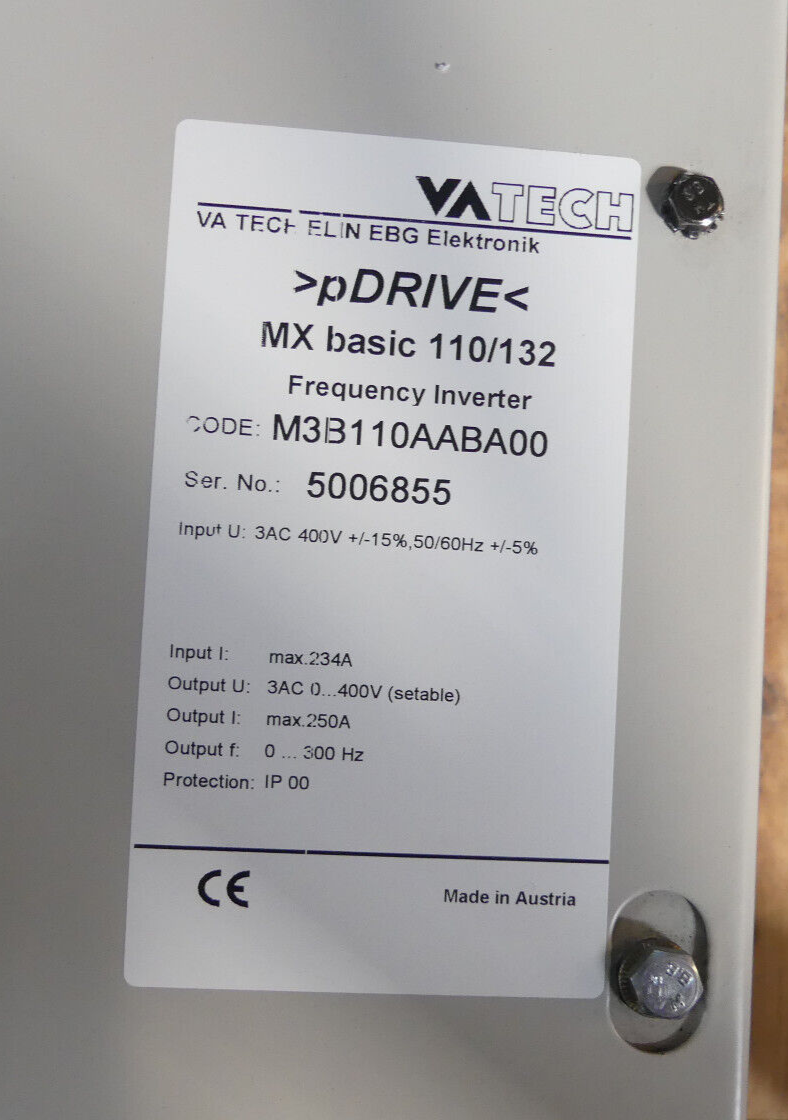 VA TECH
VA TECH ELIN EBG Elektronik
>pDRIVE<
MX basic 110/132
Frequency Inverter
CODE: M3B110AABA00
Ser. No.: 5006855
Input U: 3AC 400V +/-15%,50/60Hz +/-5%
Input I: max.234A
Output U: 3AC 0...400V (setable)
Output I: max.250A
Output f: 0 ... 300 Hz
Protection: IP 00
CE
Made in Austria